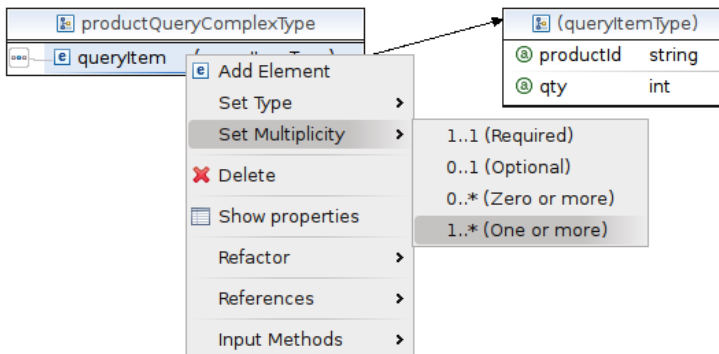 productQueryComplexType
(queryItemType)
queryItem
productId string
qty int
Add Element
Set Type
Set Multiplicity
1..1 (Required)
0..1 (Optional)
Delete
0..* (Zero or more)
Show properties
1..* (One or more)
Refactor
References
Input Methods